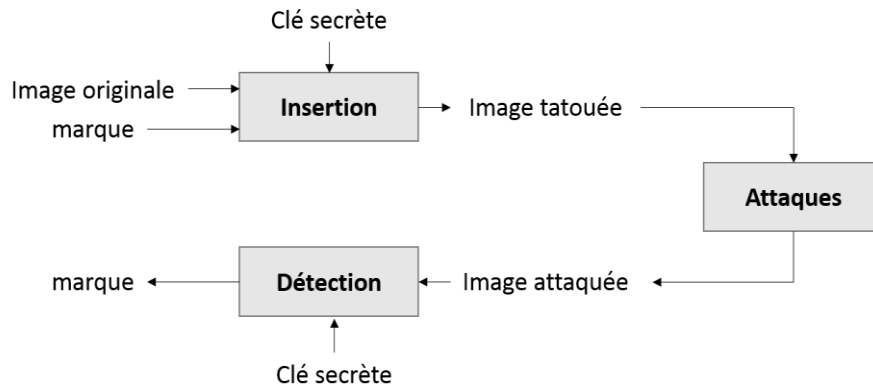 Clé secrète
Image originale
marque
Insertion
Image tatouée
Attaques
marque
Détection
Image attaquée
Clé secrète